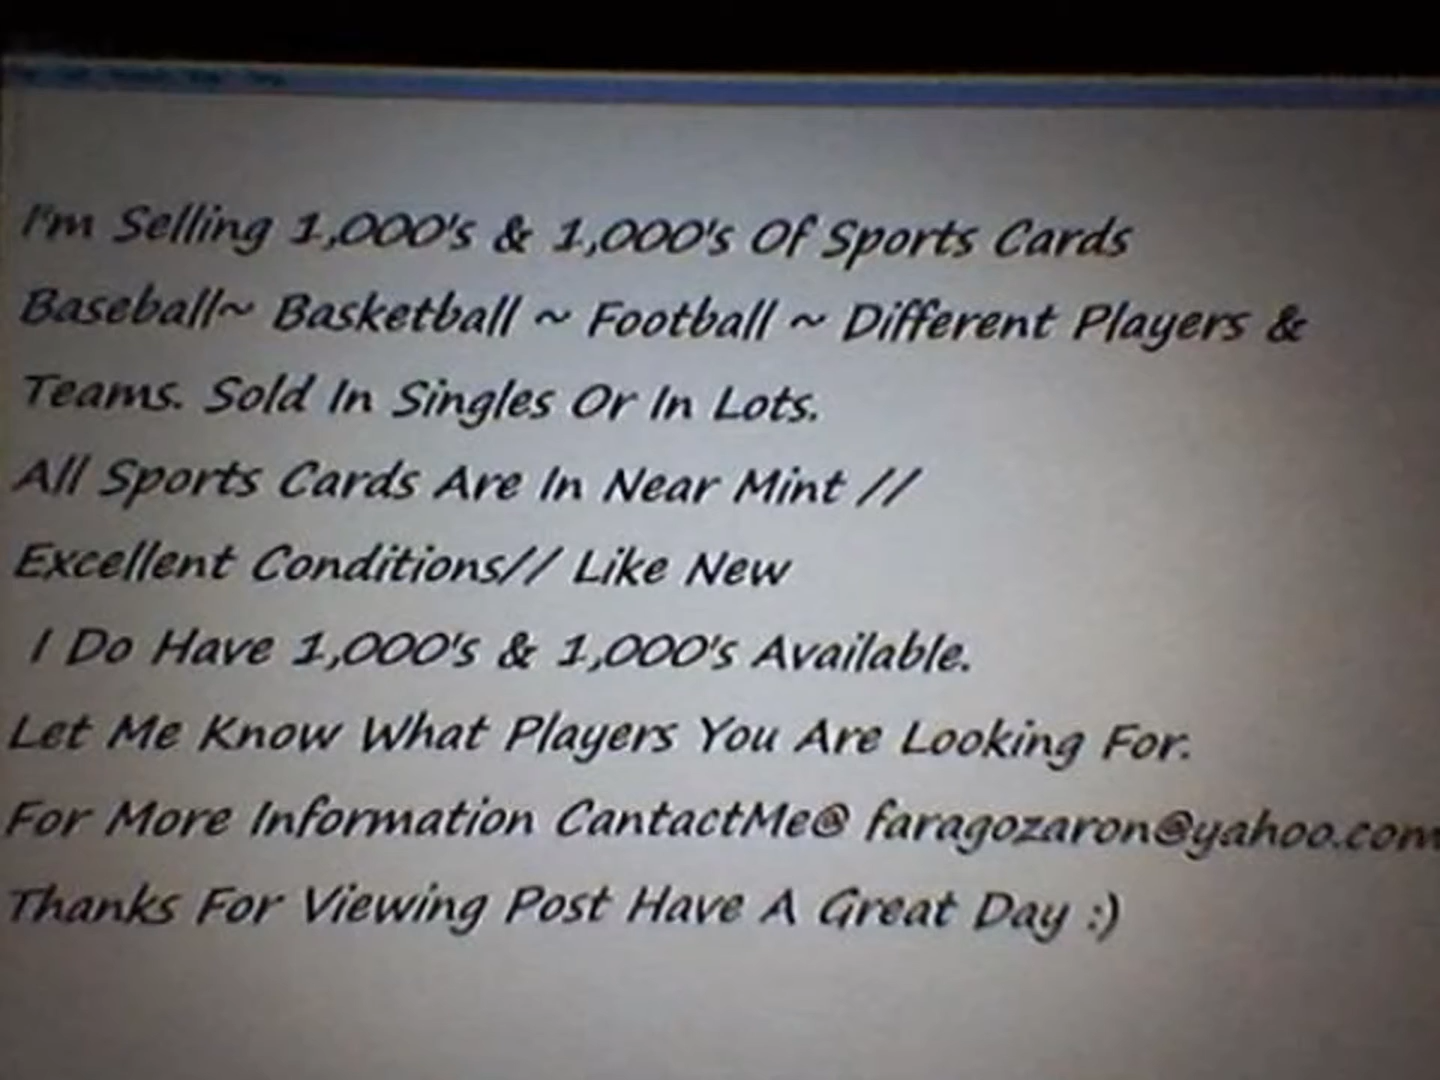 I'm Selling 1,000's & 1,000's Of Sports Cards
Baseball~ Basketball ~ Football ~ Different Players &
Teams. Sold In Singles Or In Lots.
All Sports Cards Are In Near Mint //
Excellent Conditions// Like New
I Do Have 1,000's & 1,000's Available.
Let Me Know What Players You Are Looking For.
For More Information CantactMe@ faragozaron@yahoo.com
Thanks For Viewing Post Have A Great Day :)